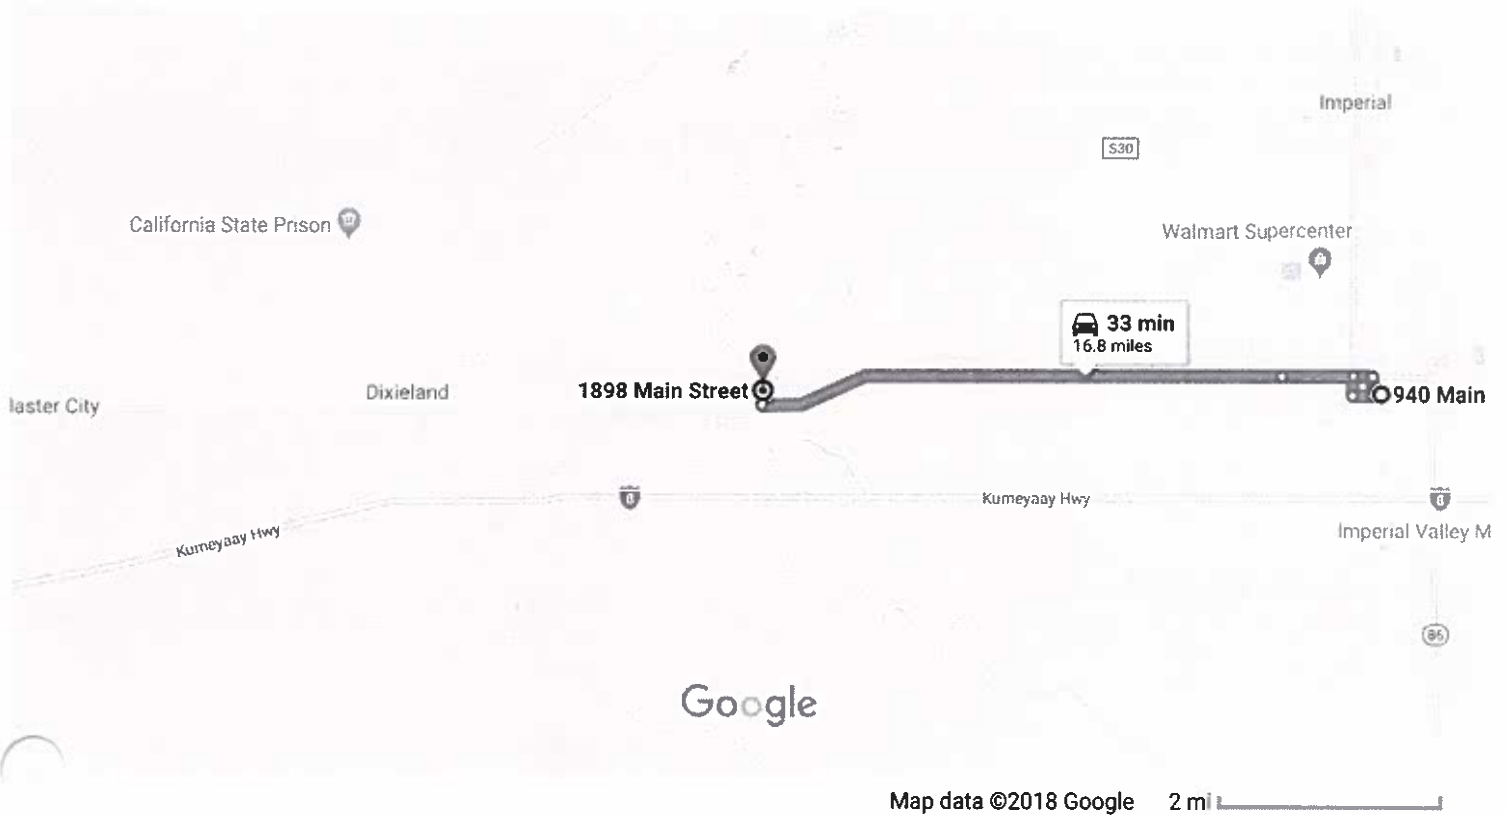 Imperial
S30
California State Prison
Walmart Supercenter
33 min
16.8 miles
1898 Main Street
Dixieland
laster City
940 Main
8
Kumeyaay Hwy
8
Imperial Valley M
Kumeyaay Hwy
86
Google
Map data ©2018 Google 2 mi